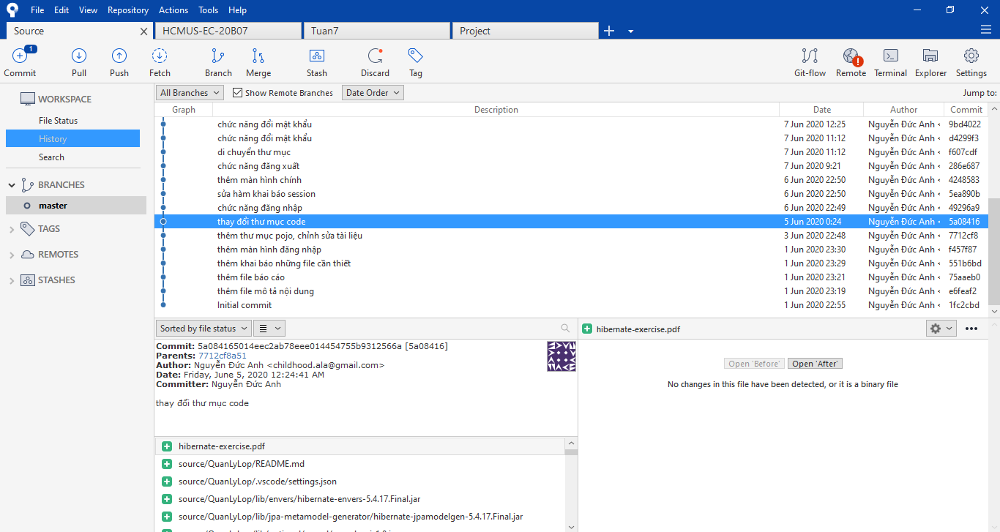 File Edit View Repository Actions Tools Help
Source HCMUS-EC-20B07 Tuan7 Project
1
Commit Pull Push Fetch Branch Merge Stash Discard Tag Git-flow Remote Terminal Explorer Settings
WORKSPACE
File Status
History
Search
BRANCHES
master
TAGS
REMOTES
STASHES
All Branches Show Remote Branches Date Order Jump to:
Graph Description Date Author Commit
chức năng đổi mật khẩu 7 Jun 2020 12:25 Nguyễn Đức Anh < 9bd4022
chức năng đổi mật khẩu 7 Jun 2020 11:12 Nguyễn Đức Anh < d4299f3
di chuyển thư mục 7 Jun 2020 11:12 Nguyễn Đức Anh < f607cdf
chức năng đăng xuất 7 Jun 2020 9:21 Nguyễn Đức Anh < 286e687
thêm màn hình chính 6 Jun 2020 22:50 Nguyễn Đức Anh < 4248583
sửa hàm khai báo session 6 Jun 2020 22:50 Nguyễn Đức Anh < 5ea890b
chức năng đăng nhập 6 Jun 2020 22:49 Nguyễn Đức Anh < 49296a9
thay đổi thư mục code 5 Jun 2020 0:24 Nguyễn Đức Anh < 5a08416
thêm thư mục pojo, chỉnh sửa tài liệu 3 Jun 2020 22:48 Nguyễn Đức Anh < 7712cf8
thêm màn hình đăng nhập 1 Jun 2020 23:30 Nguyễn Đức Anh < f457f87
thêm khai báo những file cần thiết 1 Jun 2020 23:29 Nguyễn Đức Anh < 551b6bd
thêm file báo cáo 1 Jun 2020 23:21 Nguyễn Đức Anh < 75aaeb0
thêm file mô tả nội dung 1 Jun 2020 23:19 Nguyễn Đức Anh < e6feaf2
Initial commit 1 Jun 2020 22:55 Nguyễn Đức Anh < 1fc2cbd
Sorted by file status
Commit: 5a084165014eec2ab78eee014454755b9312566a [5a08416]
Parents: 7712cf8a51
Author: Nguyễn Đức Anh <childhood.ala@gmail.com>
Date: Friday, June 5, 2020 12:24:41 AM
Committer: Nguyễn Đức Anh
thay đổi thư mục code
hibernate-exercise.pdf
source/QuanLyLop/README.md
source/QuanLyLop/.vscode/settings.json
source/QuanLyLop/lib/envers/hibernate-envers-5.4.17.Final.jar
source/QuanLyLop/lib/jpa-metamodel-generator/hibernate-jpamodelgen-5.4.17.Final.jar
hibernate-exercise.pdf
Open 'Before' Open 'After'
No changes in this file have been detected, or it is a binary file